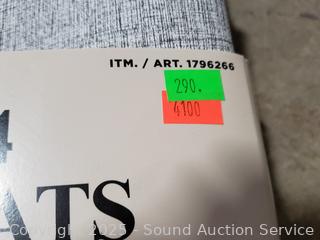 ITM. / ART. 1796266
290.
4100
4
ATS
Copyright 2025 - Sound Auction Service